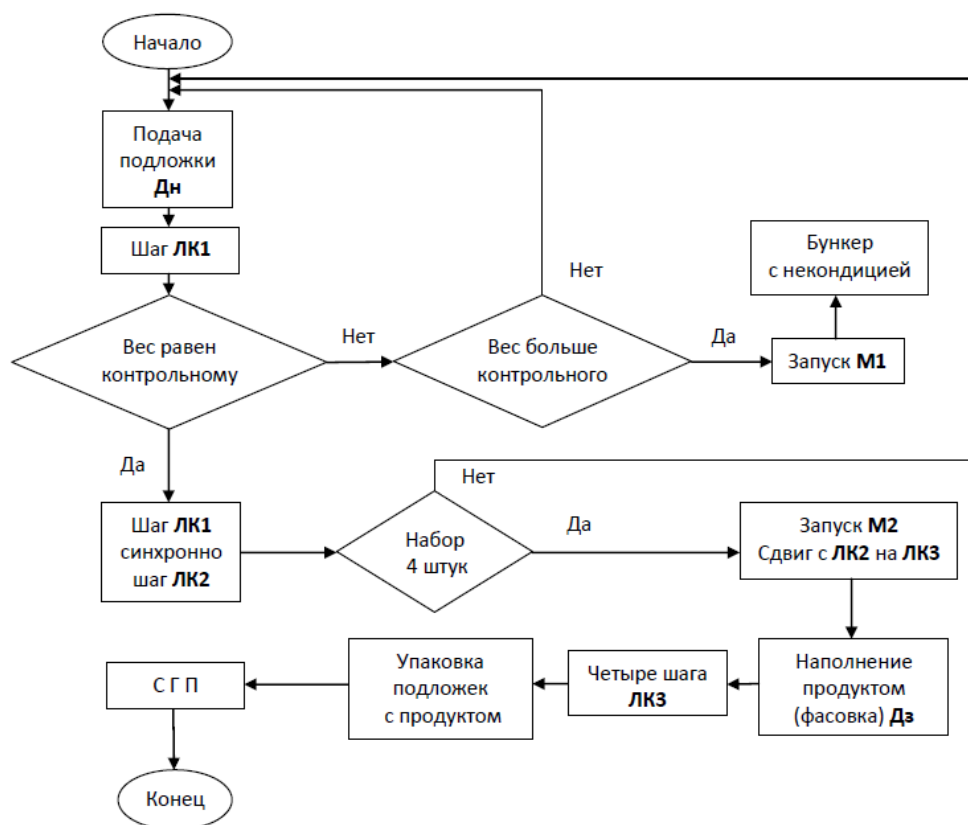 Начало
Подача
подложки
Дн
Шаг ЛК1
Вес равен
контрольному
Нет
Вес больше
контрольного
Нет
Да
Запуск М1
Бункер
с некондицией
Да
Шаг ЛК1
синхронно
шаг ЛК2
Набор
4 штук
Нет
Да
Запуск М2
Сдвиг с ЛК2 на ЛК3
Наполнение
продуктом
(фасовка) Дз
Четыре шага
ЛК3
Упаковка
подложек
с продуктом
С Г П
Конец